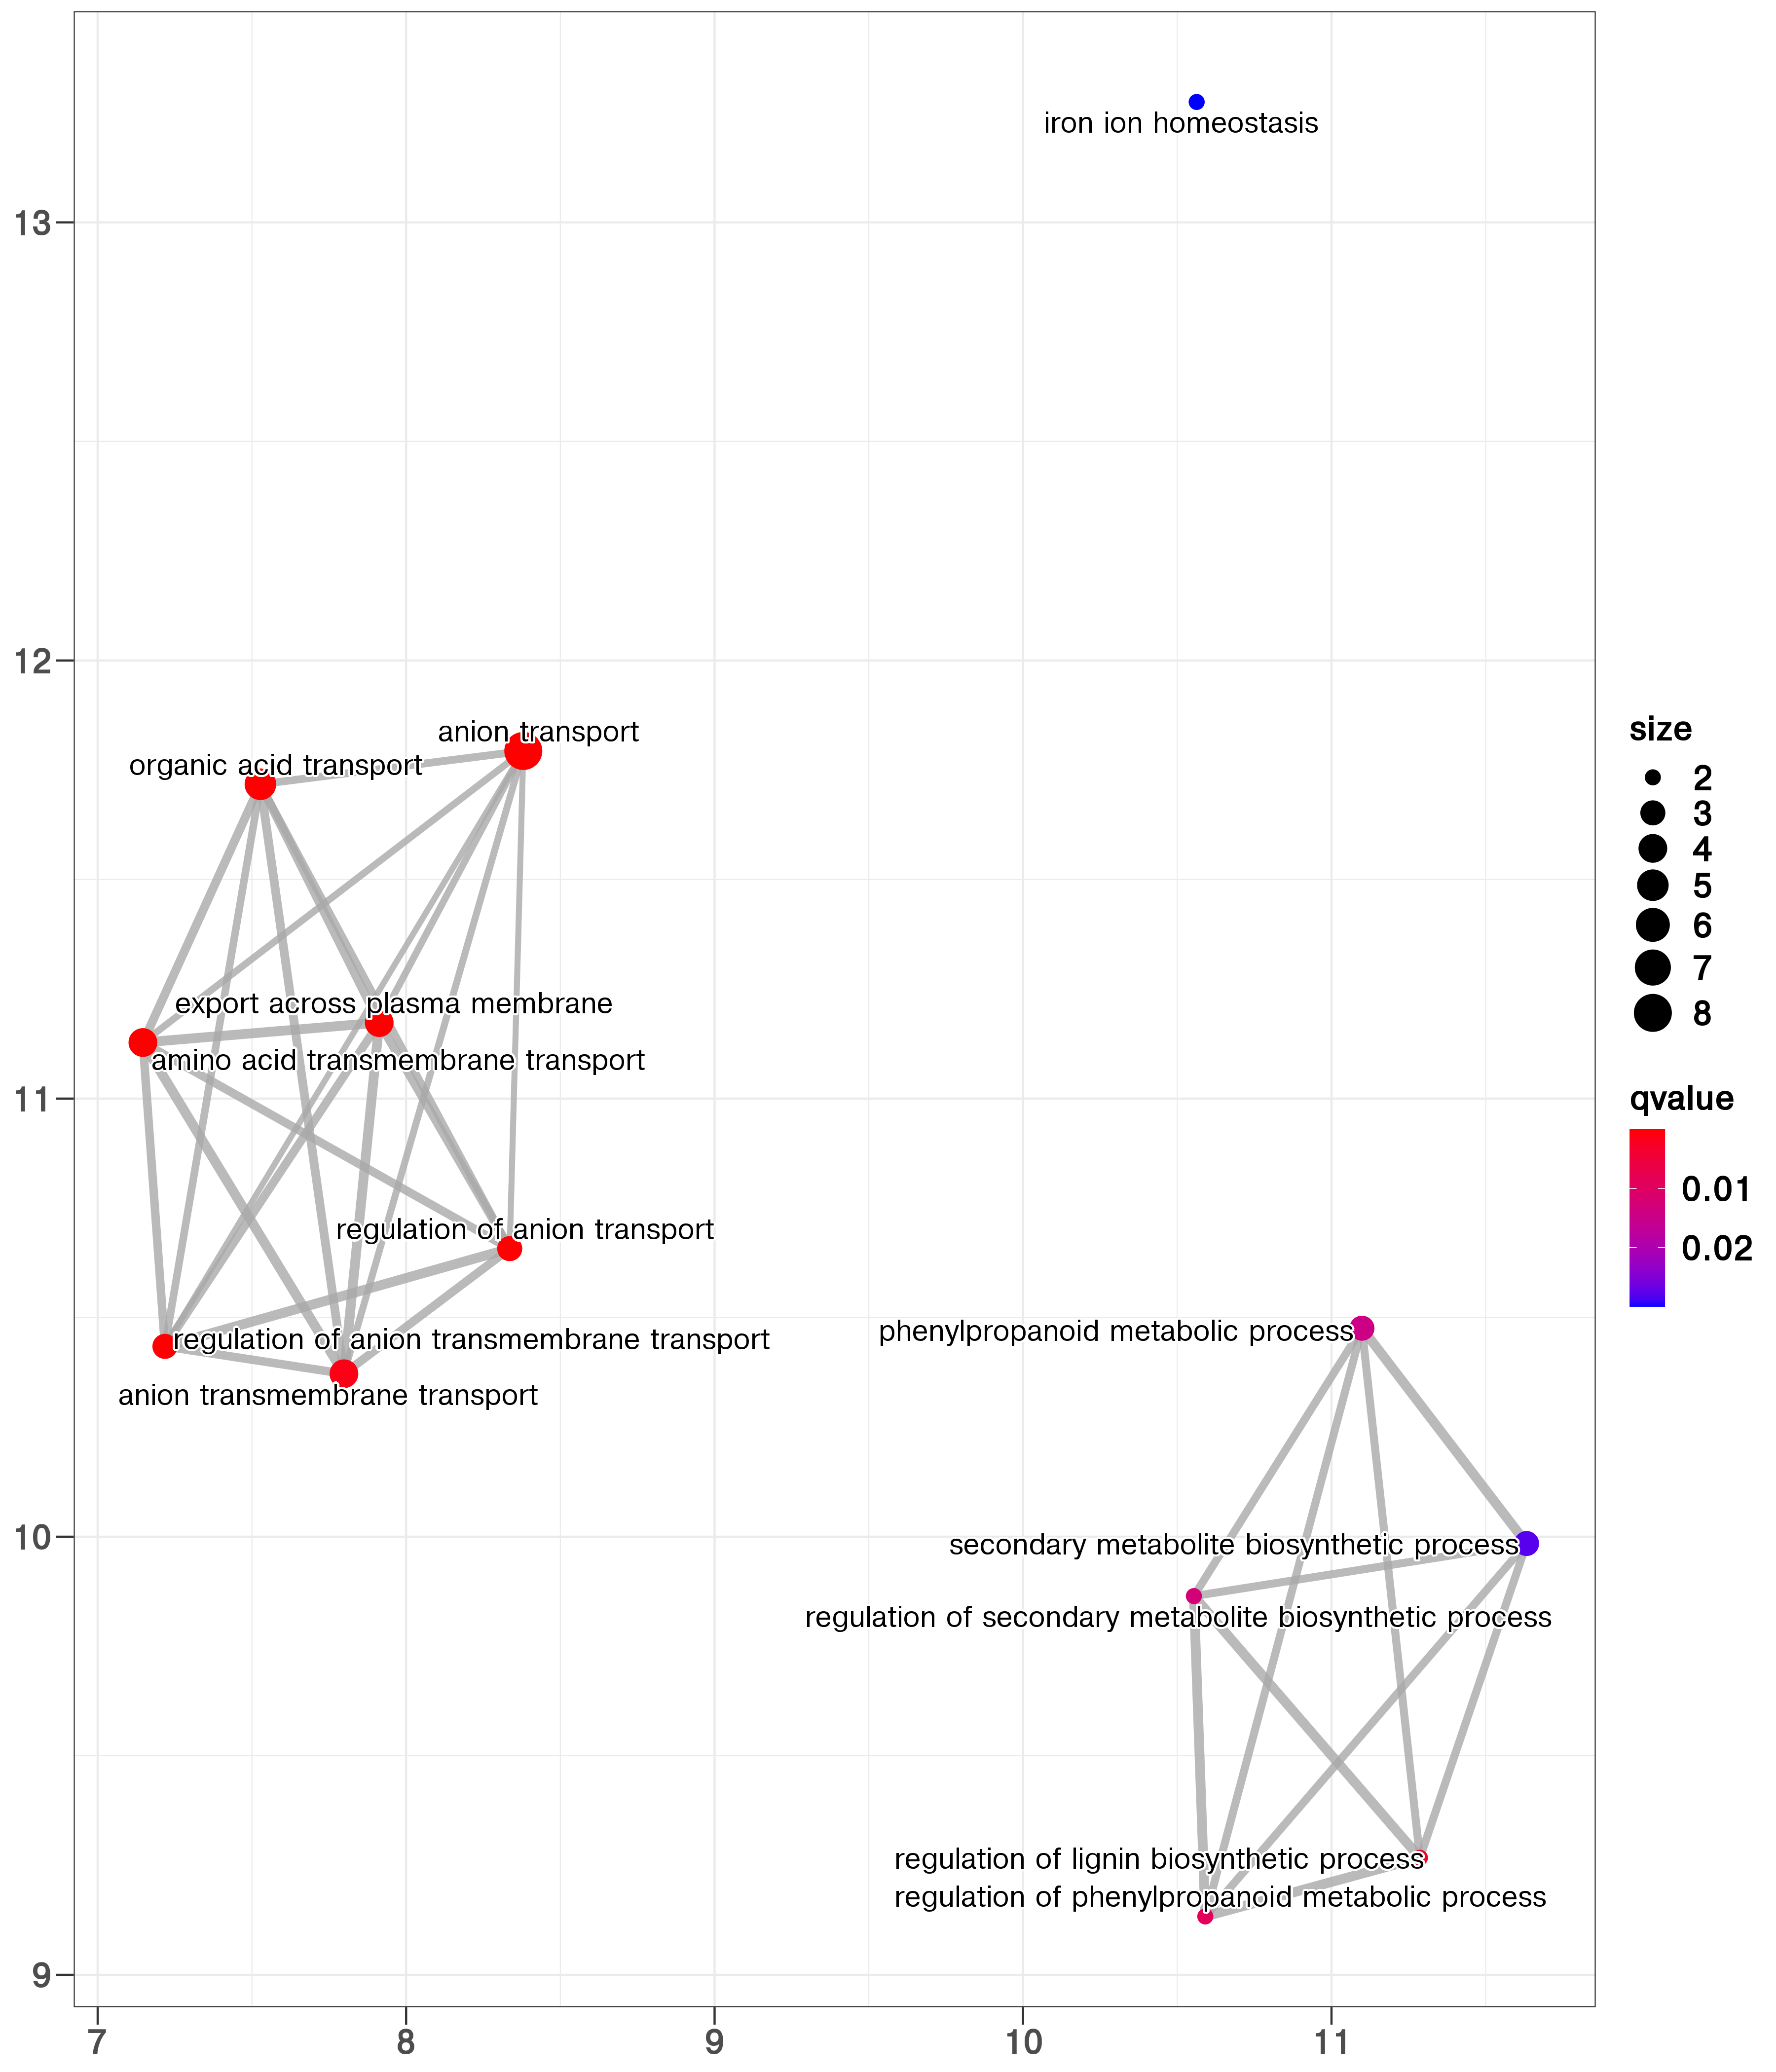 iron ion homeostasis
13
12
anion transport
organic acid transport
size
2
3
4
5
6
7
8
export across plasma membrane
amino acid transmembrane transport
11
qvalue
0.01
0.02
regulation of anion transport
regulation of anion transmembrane transport
anion transmembrane transport
phenylpropanoid metabolic process
10
secondary metabolite biosynthetic process
regulation of secondary metabolite biosynthetic process
regulation of lignin biosynthetic process
regulation of phenylpropanoid metabolic process
9
7
8
9
10
11